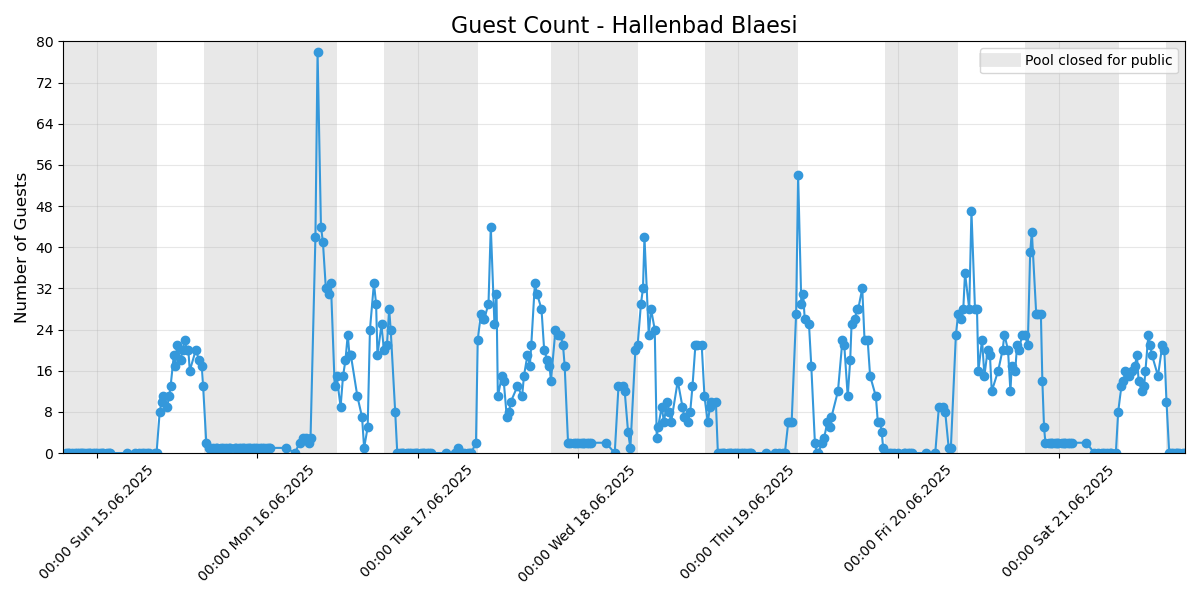 Guest Count - Hallenbad Blaesi
Pool closed for public
Number of Guests
80
72
64
56
48
40
32
24
16
8
0
00:00 Sun 15.06.2025
00:00 Mon 16.06.2025
00:00 Tue 17.06.2025
00:00 Wed 18.06.2025
00:00 Thu 19.06.2025
00:00 Fri 20.06.2025
00:00 Sat 21.06.2025